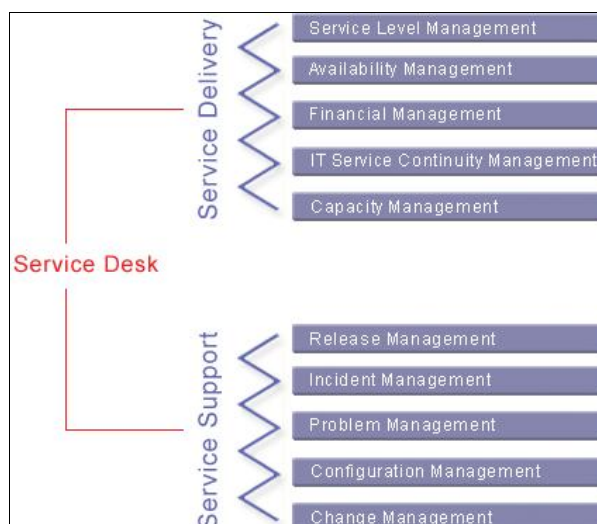 Service Delivery
Service Level Management
Availability Management
Financial Management
IT Service Continuity Management
Capacity Management
Service Desk
Service Support
Release Management
Incident Management
Problem Management
Configuration Management
Change Management